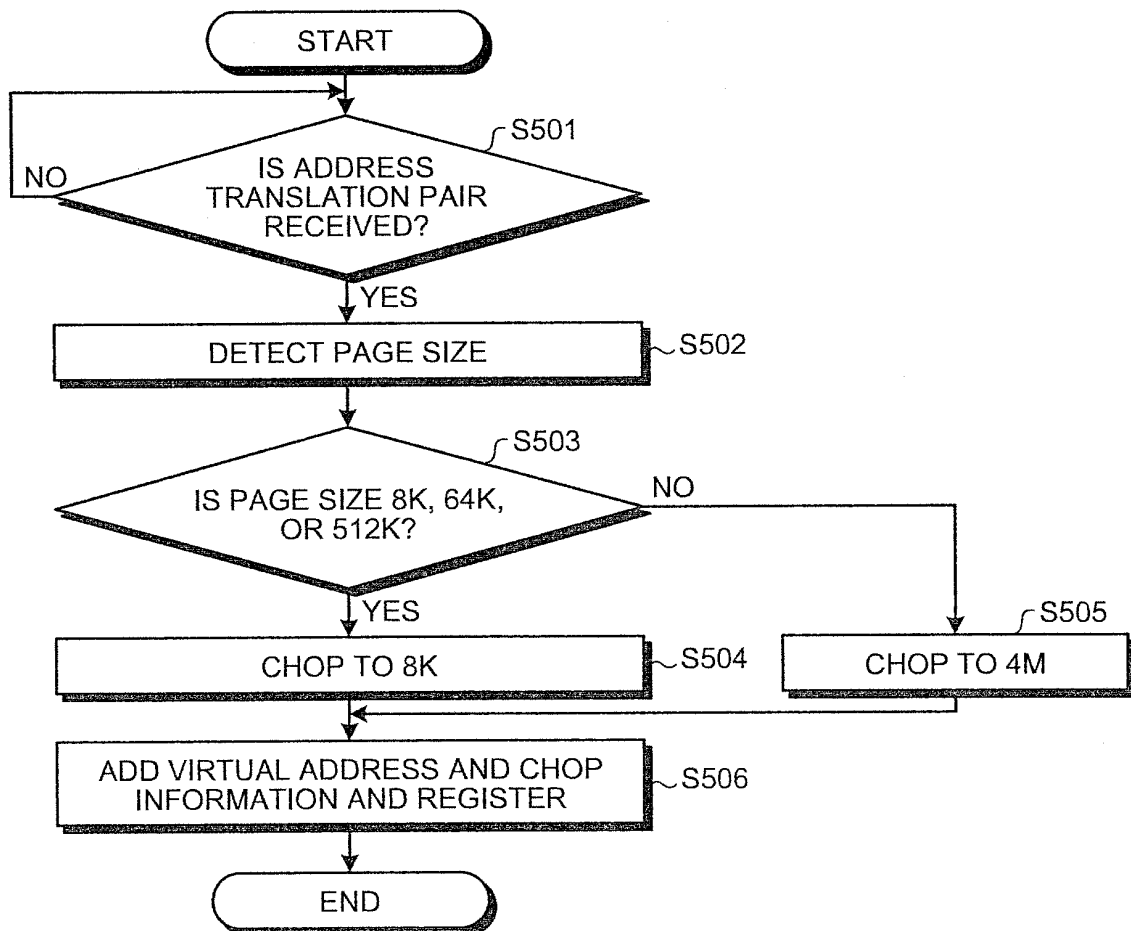 START
S501
IS ADDRESS
TRANSLATION PAIR
RECEIVED?
NO
YES
DETECT PAGE SIZE
S502
S503
IS PAGE SIZE 8K, 64K,
OR 512K?
NO
YES
CHOP TO 8K
S504
S505
CHOP TO 4M
ADD VIRTUAL ADDRESS AND CHOP
INFORMATION AND REGISTER
S506
END